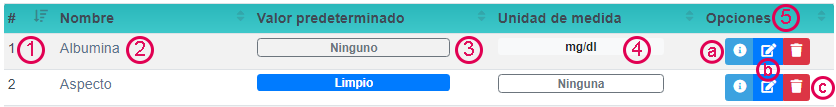 # Nombre Valor predeterminado Unidad de medida Opciones 5
1 1 Albumina 2 Ninguno 3 mg/dl 4 a
b
2 Aspecto Limpio Ninguna c